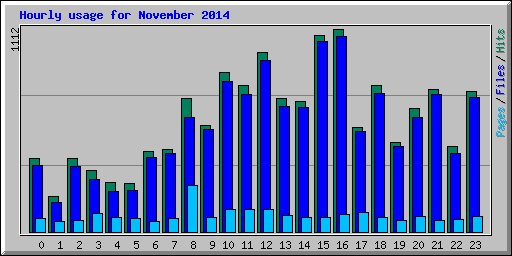 Hourly usage for November 2014
1112
Pages/Files/Hits
0 1 2 3 4 5 6 7 8 9 10 11 12 13 14 15 16 17 18 19 20 21 22 23